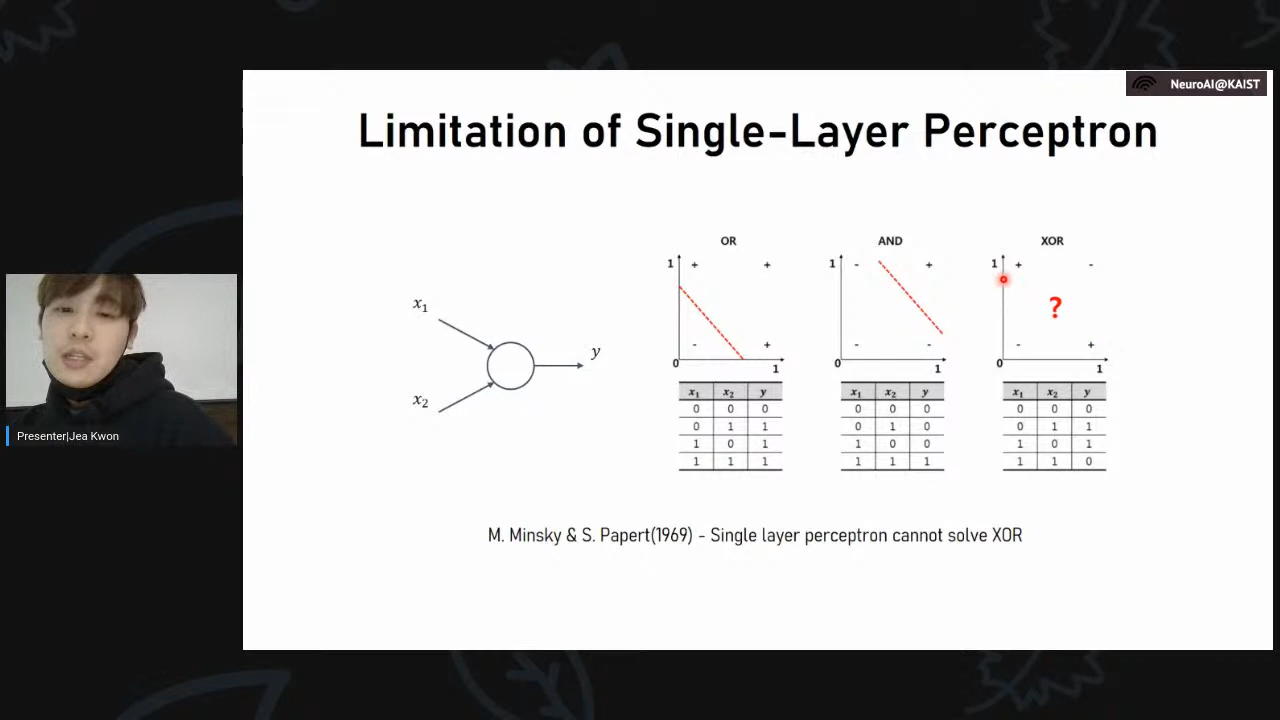 NeuroAI@KAIST
Limitation of Single-Layer Perceptron
x₁
x₂
y
OR
1
+ +
- +
0 1
x₁ x₂ y
0 0 0
0 1 1
1 0 1
1 1 1
AND
1
- +
- -
0 1
x₁ x₂ y
0 0 0
0 1 0
1 0 0
1 1 1
XOR
1
+ -
?
- +
0 1
x₁ x₂ y
0 0 0
0 1 1
1 0 1
1 1 0
M. Minsky & S. Papert(1969) - Single layer perceptron cannot solve XOR
Presenter|Jea Kwon